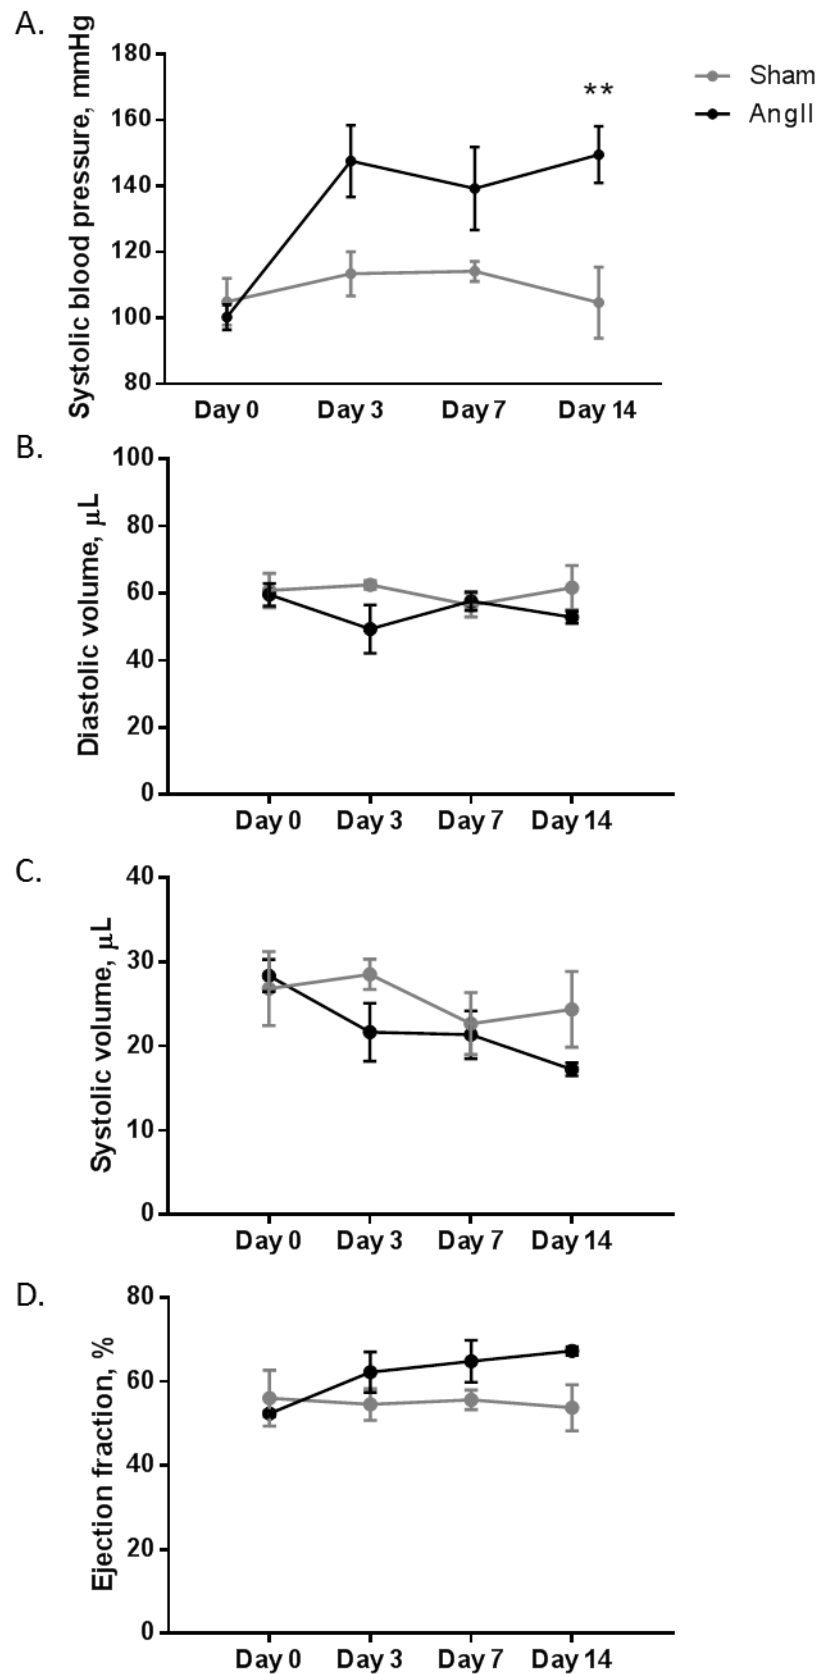 A.
Systolic blood pressure, mmHg
180
160
140
120
100
80
Day 0 Day 3 Day 7 Day 14
**
Sham
AngII
B.
Diastolic volume, μL
100
80
60
40
20
0
Day 0 Day 3 Day 7 Day 14
C.
Systolic volume, μL
40
30
20
10
0
Day 0 Day 3 Day 7 Day 14
D.
Ejection fraction, %
80
60
40
20
0
Day 0 Day 3 Day 7 Day 14